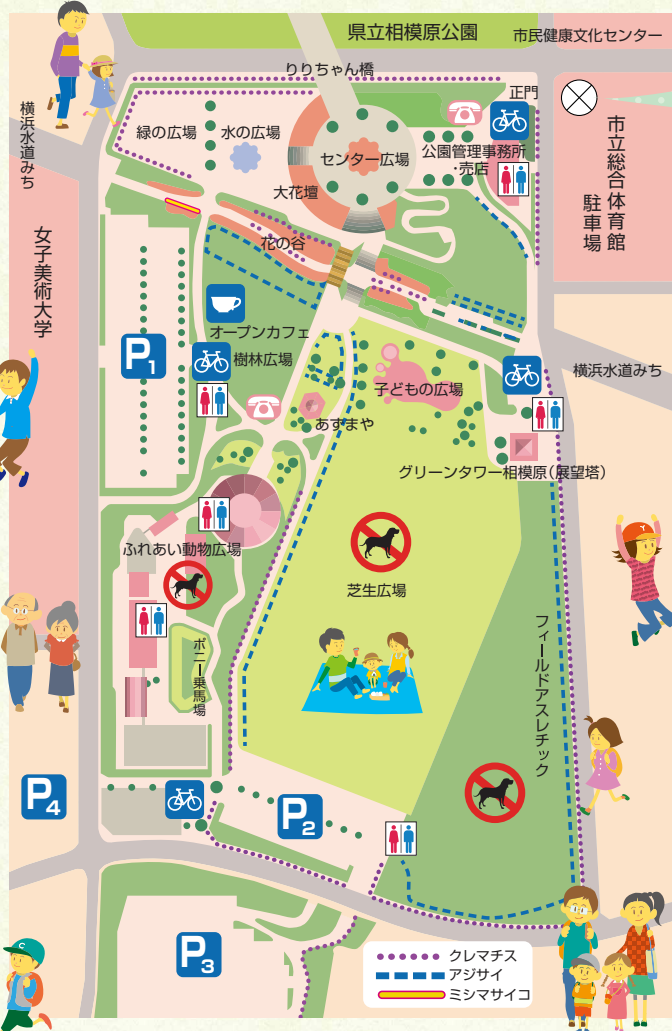 県立相模原公園
市民健康文化センター
りりちゃん橋
正門
横浜水道みち
緑の広場
水の広場
センター広場
公園管理事務所
・売店
市立総合体育館
駐車場
大花壇
花の谷
女子美術大学
オープンカフェ
P1
樹林広場
子どもの広場
横浜水道みち
あずまや
グリーンタワー相模原(展望塔)
ふれあい動物広場
芝生広場
フィールドアスレチック
ポニー乗馬場
P4
P2
P3
クレマチス
アジサイ
ミシマサイコ
C